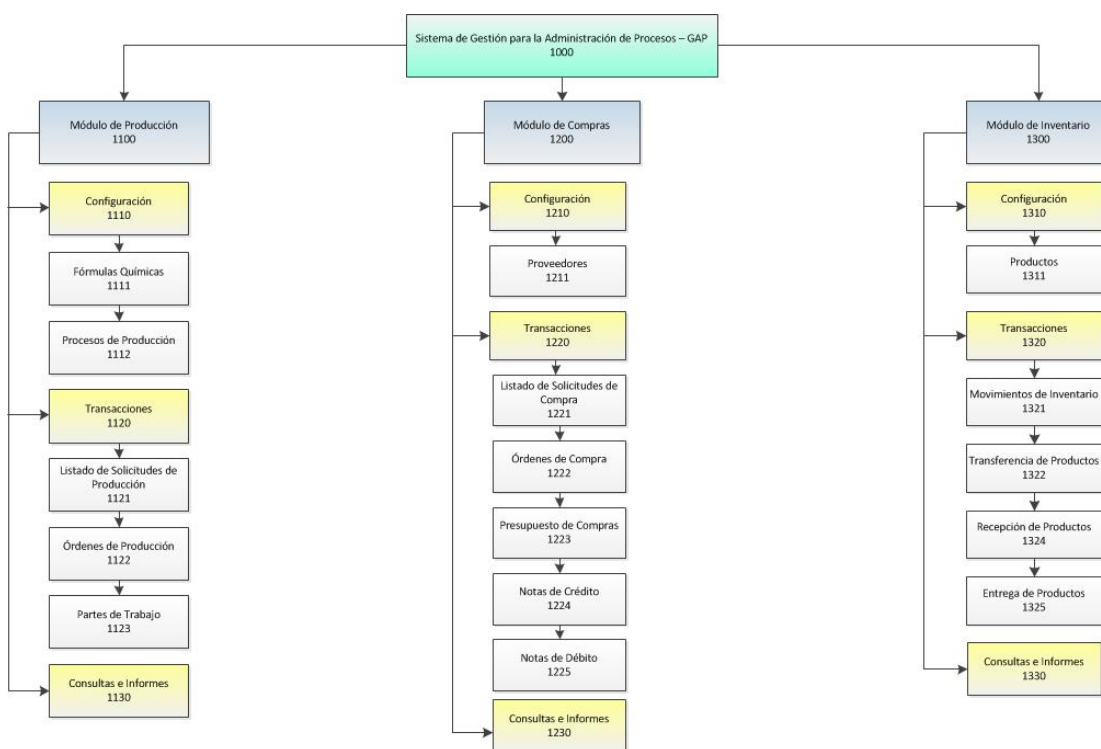 Sistema de Gestión para la Administración de Procesos – GAP
1000
Módulo de Producción
1100
Configuración
1110
Fórmulas Químicas
1111
Procesos de Producción
1112
Transacciones
1120
Listado de Solicitudes de
Producción
1121
Órdenes de Producción
1122
Partes de Trabajo
1123
Consultas e Informes
1130
Módulo de Compras
1200
Configuración
1210
Proveedores
1211
Transacciones
1220
Listado de Solicitudes de
Compra
1221
Órdenes de Compra
1222
Presupuesto de Compras
1223
Notas de Crédito
1224
Notas de Débito
1225
Consultas e Informes
1230
Módulo de Inventario
1300
Configuración
1310
Productos
1311
Transacciones
1320
Movimientos de Inventario
1321
Transferencia de Productos
1322
Recepción de Productos
1324
Entrega de Productos
1325
Consultas e Informes
1330